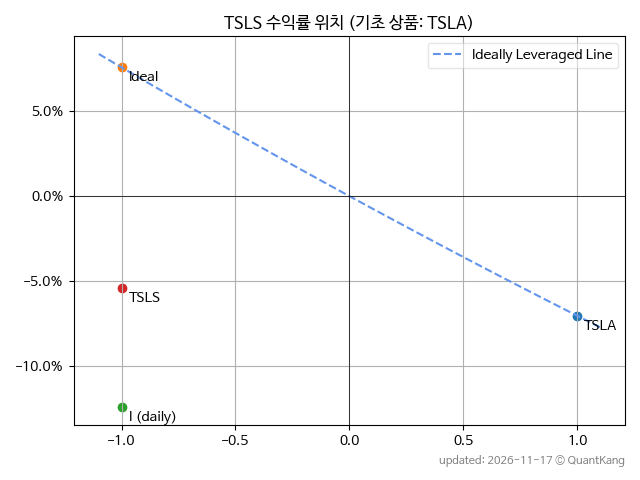 TSLS 수익률 위치 (기초 상품: TSLA)
Ideally Leveraged Line
Ideal
5.0%
0.0%
−5.0%
TSLS
TSLA
−10.0%
I (daily)
−1.0
−0.5
0.0
0.5
1.0
updated: 2026-11-17 © QuantKang